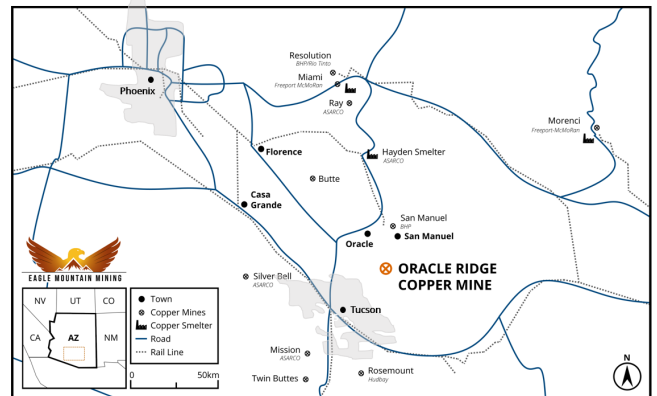 Resolution
BHP/Rio Tinto
Miami
Freeport McMoRan
Phoenix
Ray
ASARCO
Morenci
Freeport-McMoRan
Florence
Hayden Smelter
ASARCO
Butte
Casa
Grande
San Manuel
BHP
Oracle
San Manuel
EAGLE MOUNTAIN MINING
Silver Bell
ASARCO
ORACLE RIDGE
COPPER MINE
NV UT CO
CA AZ NM
Town
Copper Mines
Copper Smelter
Road
Rail Line
0 50km
Tucson
Mission
ASARCO
Twin Buttes
Rosemount
Hudbay
N